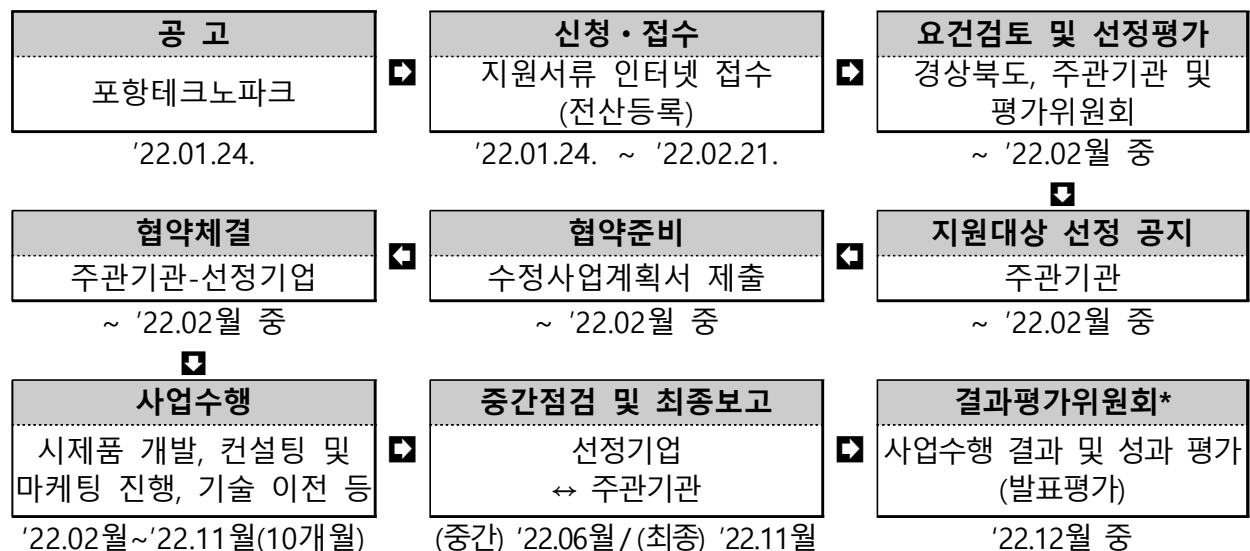 공 고
포항테크노파크
'22.01.24.
신청·접수
지원서류 인터넷 접수
(전산등록)
'22.01.24. ~ '22.02.21.
요건검토 및 선정평가
경상북도, 주관기관 및
평가위원회
~ '22.02월 중
지원대상 선정 공지
주관기관
~ '22.02월 중
협약준비
수정사업계획서 제출
~ '22.02월 중
협약체결
주관기관-선정기업
~ '22.02월 중
사업수행
시제품 개발, 컨설팅 및
마케팅 진행, 기술 이전 등
'22.02월~'22.11월(10개월)
중간점검 및 최종보고
선정기업
↔ 주관기관
(중간) '22.06월 / (최종) '22.11월
결과평가위원회*
사업수행 결과 및 성과 평가
(발표평가)
'22.12월 중